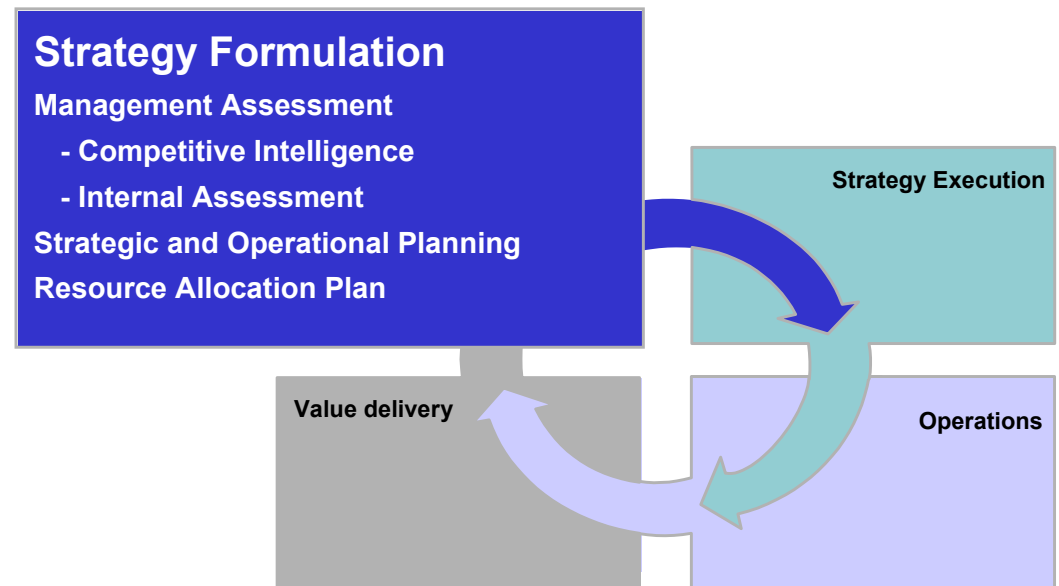 Strategy Formulation
Management Assessment
- Competitive Intelligence
- Internal Assessment
Strategic and Operational Planning
Resource Allocation Plan
Strategy Execution
Value delivery
Operations